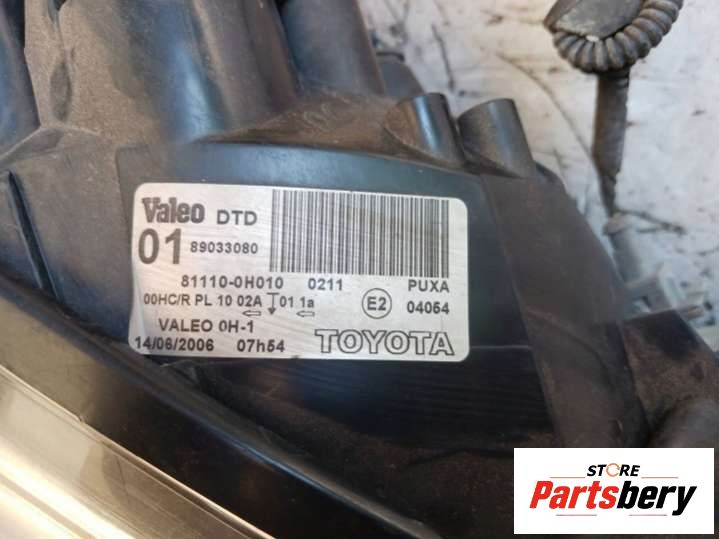 Valeo DTD
01 89033080
81110-0H010 0211 PUXA
00HC/R PL 10 02A 01 1a E2 04054
VALEO 0H-1
14/06/2006 07h54 TOYOTA
STORE
Partsbery